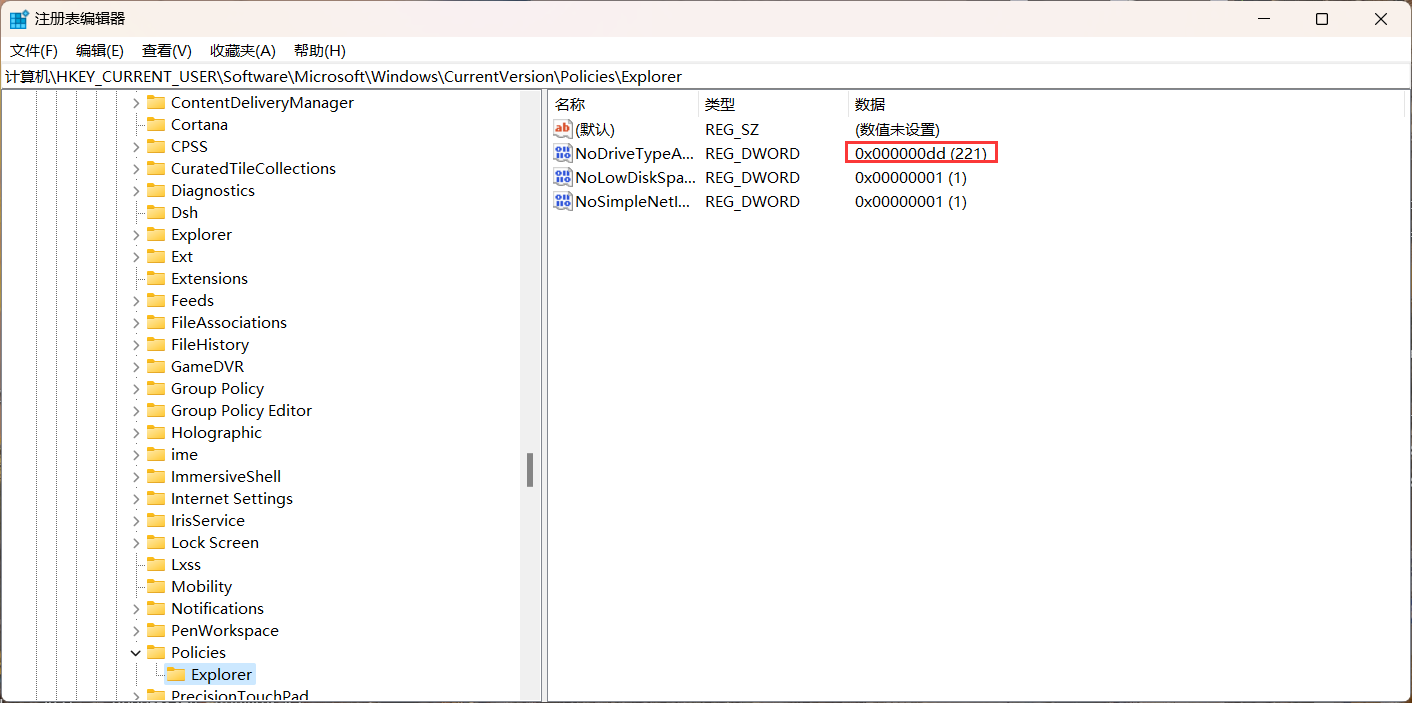 注册表编辑器
文件(F) 编辑(E) 查看(V) 收藏夹(A) 帮助(H)
计算机\HKEY_CURRENT_USER\Software\Microsoft\Windows\CurrentVersion\Policies\Explorer
ContentDeliveryManager
Cortana
CPSS
CuratedTileCollections
Diagnostics
Dsh
Explorer
Ext
Extensions
Feeds
FileAssociations
FileHistory
GameDVR
Group Policy
Group Policy Editor
Holographic
ime
ImmersiveShell
Internet Settings
IrisService
Lock Screen
Lxss
Mobility
Notifications
PenWorkspace
Policies
Explorer
PrecisionTouchPad
名称 类型 数据
(默认) REG_SZ (数值未设置)
NoDriveTypeA... REG_DWORD 0x000000dd (221)
NoLowDiskSpa... REG_DWORD 0x00000001 (1)
NoSimpleNetI... REG_DWORD 0x00000001 (1)